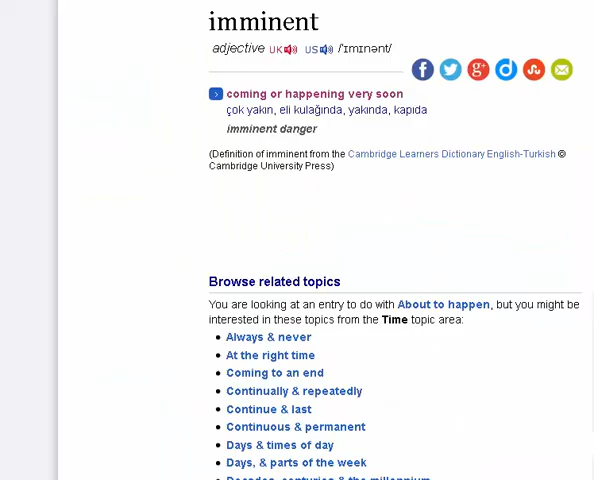 imminent
adjective UK US /ˈɪmɪnənt/
coming or happening very soon
çok yakın, eli kulağında, yakında, kapıda
imminent danger
(Definition of imminent from the Cambridge Learners Dictionary English-Turkish ©
Cambridge University Press)
Browse related topics
You are looking at an entry to do with About to happen, but you might be
interested in these topics from the Time topic area:
• Always & never
• At the right time
• Coming to an end
• Continually & repeatedly
• Continue & last
• Continuous & permanent
• Days & times of day
• Days, & parts of the week
• Decades, centuries & the millennium